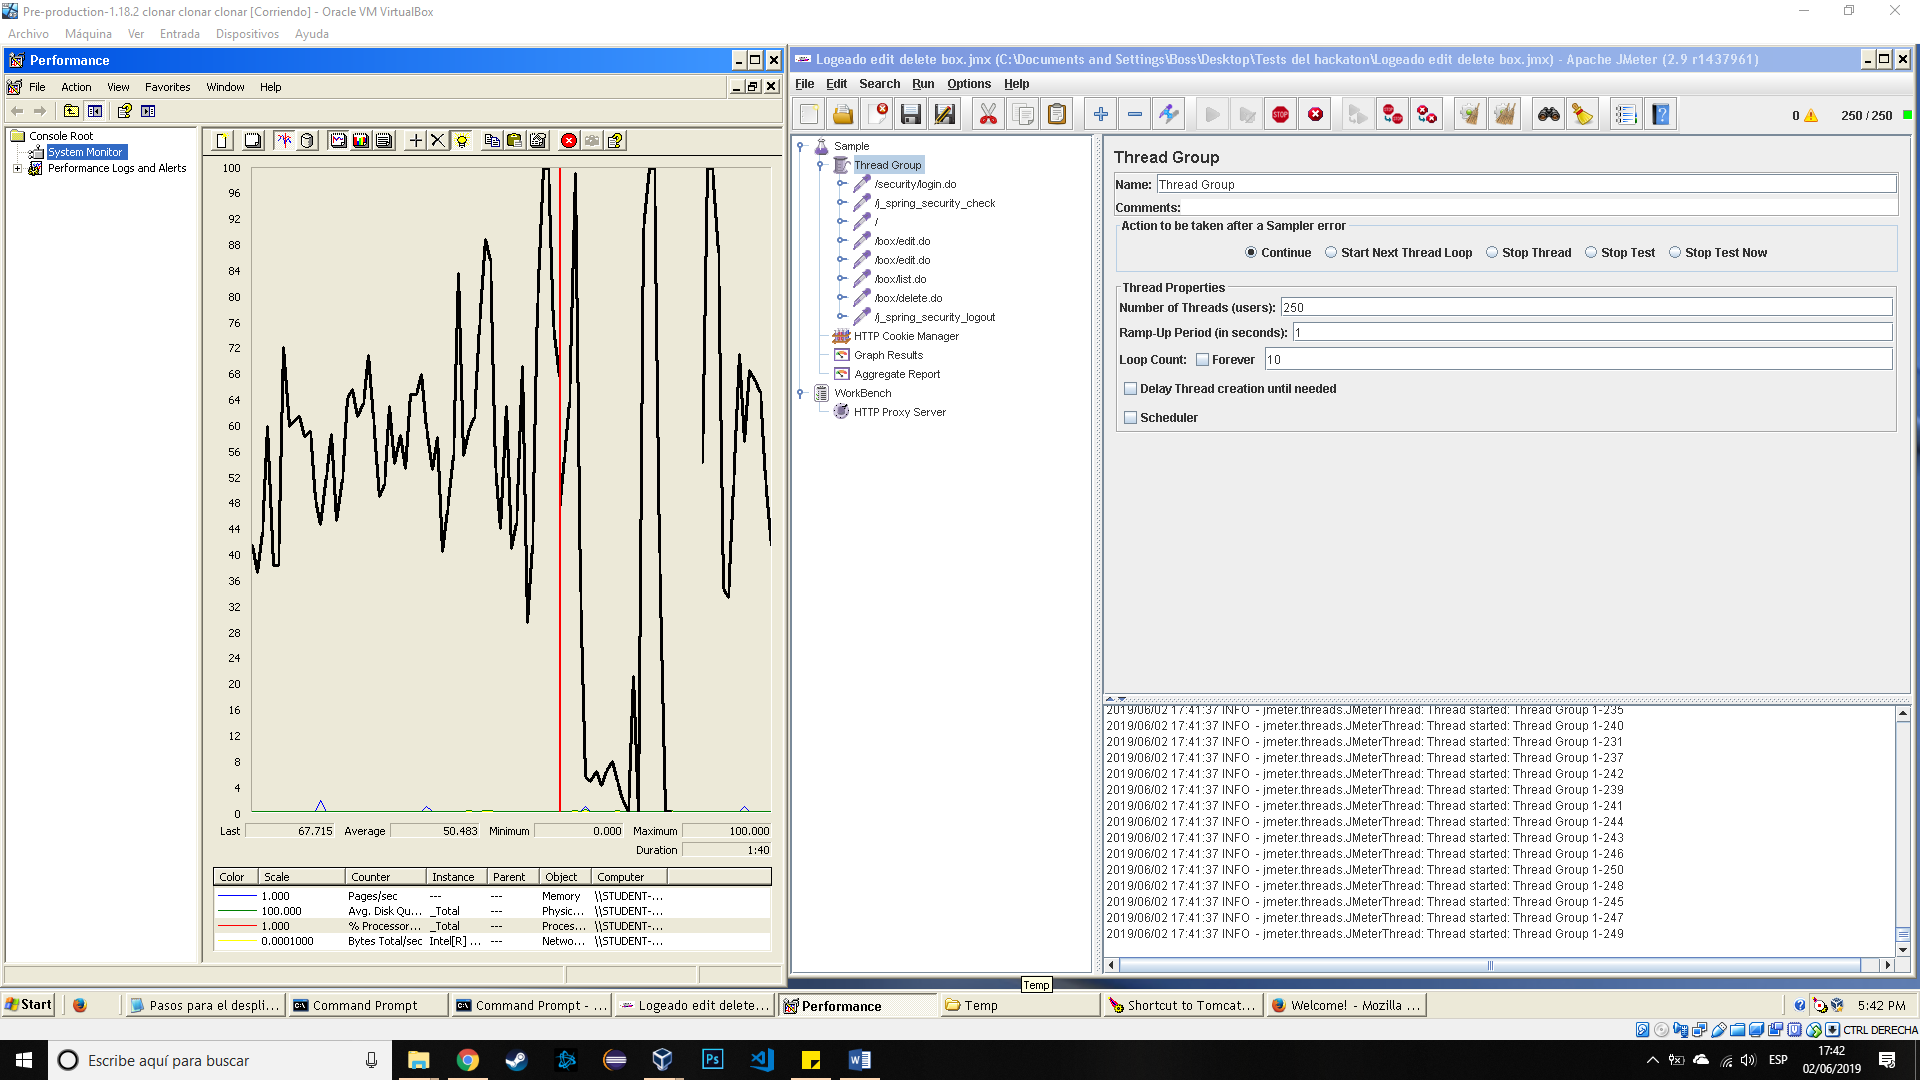 Pre-production-1.18.2 clonar clonar clonar [Corriendo] - Oracle VM VirtualBox
Archivo Máquina Ver Entrada Dispositivos Ayuda
Performance
File Action View Favorites Window Help
Console Root
System Monitor
Performance Logs and Alerts
100
96
92
88
84
80
76
72
68
64
60
56
52
48
44
40
36
32
28
24
20
16
12
8
4
0
Last 67.715 Average 50.483 Minimum 0.000 Maximum 100.000
Duration 1:40
Color Scale Counter Instance Parent Object Computer
1.000 Pages/sec --- --- Memory \\STUDENT-...
100.000 Avg. Disk Qu... _Total --- Physic... \\STUDENT-...
1.000 % Processor... _Total --- Proces... \\STUDENT-...
0.0001000 Bytes Total/sec Intel[R] ... --- Netwo... \\STUDENT-...
Logeado edit delete box.jmx (C:\Documents and Settings\Boss\Desktop\Tests del hackaton\Logeado edit delete box.jmx) - Apache JMeter (2.9 r1437961)
File Edit Search Run Options Help
STOP
0 250 / 250
Sample
Thread Group
/security/login.do
/j_spring_security_check
/
/box/edit.do
/box/edit.do
/box/list.do
/box/delete.do
/j_spring_security_logout
HTTP Cookie Manager
Graph Results
Aggregate Report
WorkBench
HTTP Proxy Server
Thread Group
Name: Thread Group
Comments:
Action to be taken after a Sampler error
Continue Start Next Thread Loop Stop Thread Stop Test Stop Test Now
Thread Properties
Number of Threads (users): 250
Ramp-Up Period (in seconds): 1
Loop Count: Forever 10
Delay Thread creation until needed
Scheduler
2019/06/02 17:41:37 INFO - jmeter.threads.JMeterThread: Thread started: Thread Group 1-235
2019/06/02 17:41:37 INFO - jmeter.threads.JMeterThread: Thread started: Thread Group 1-240
2019/06/02 17:41:37 INFO - jmeter.threads.JMeterThread: Thread started: Thread Group 1-231
2019/06/02 17:41:37 INFO - jmeter.threads.JMeterThread: Thread started: Thread Group 1-237
2019/06/02 17:41:37 INFO - jmeter.threads.JMeterThread: Thread started: Thread Group 1-242
2019/06/02 17:41:37 INFO - jmeter.threads.JMeterThread: Thread started: Thread Group 1-239
2019/06/02 17:41:37 INFO - jmeter.threads.JMeterThread: Thread started: Thread Group 1-241
2019/06/02 17:41:37 INFO - jmeter.threads.JMeterThread: Thread started: Thread Group 1-244
2019/06/02 17:41:37 INFO - jmeter.threads.JMeterThread: Thread started: Thread Group 1-243
2019/06/02 17:41:37 INFO - jmeter.threads.JMeterThread: Thread started: Thread Group 1-246
2019/06/02 17:41:37 INFO - jmeter.threads.JMeterThread: Thread started: Thread Group 1-250
2019/06/02 17:41:37 INFO - jmeter.threads.JMeterThread: Thread started: Thread Group 1-248
2019/06/02 17:41:37 INFO - jmeter.threads.JMeterThread: Thread started: Thread Group 1-245
2019/06/02 17:41:37 INFO - jmeter.threads.JMeterThread: Thread started: Thread Group 1-247
2019/06/02 17:41:37 INFO - jmeter.threads.JMeterThread: Thread started: Thread Group 1-249
Temp
Start Pasos para el despli... Command Prompt Command Prompt - ... Logeado edit delete... Performance Temp Shortcut to Tomcat... Welcome! - Mozilla ... 5:42 PM
CTRL DERECHA
Escribe aquí para buscar
Ps
ESP
17:42
02/06/2019